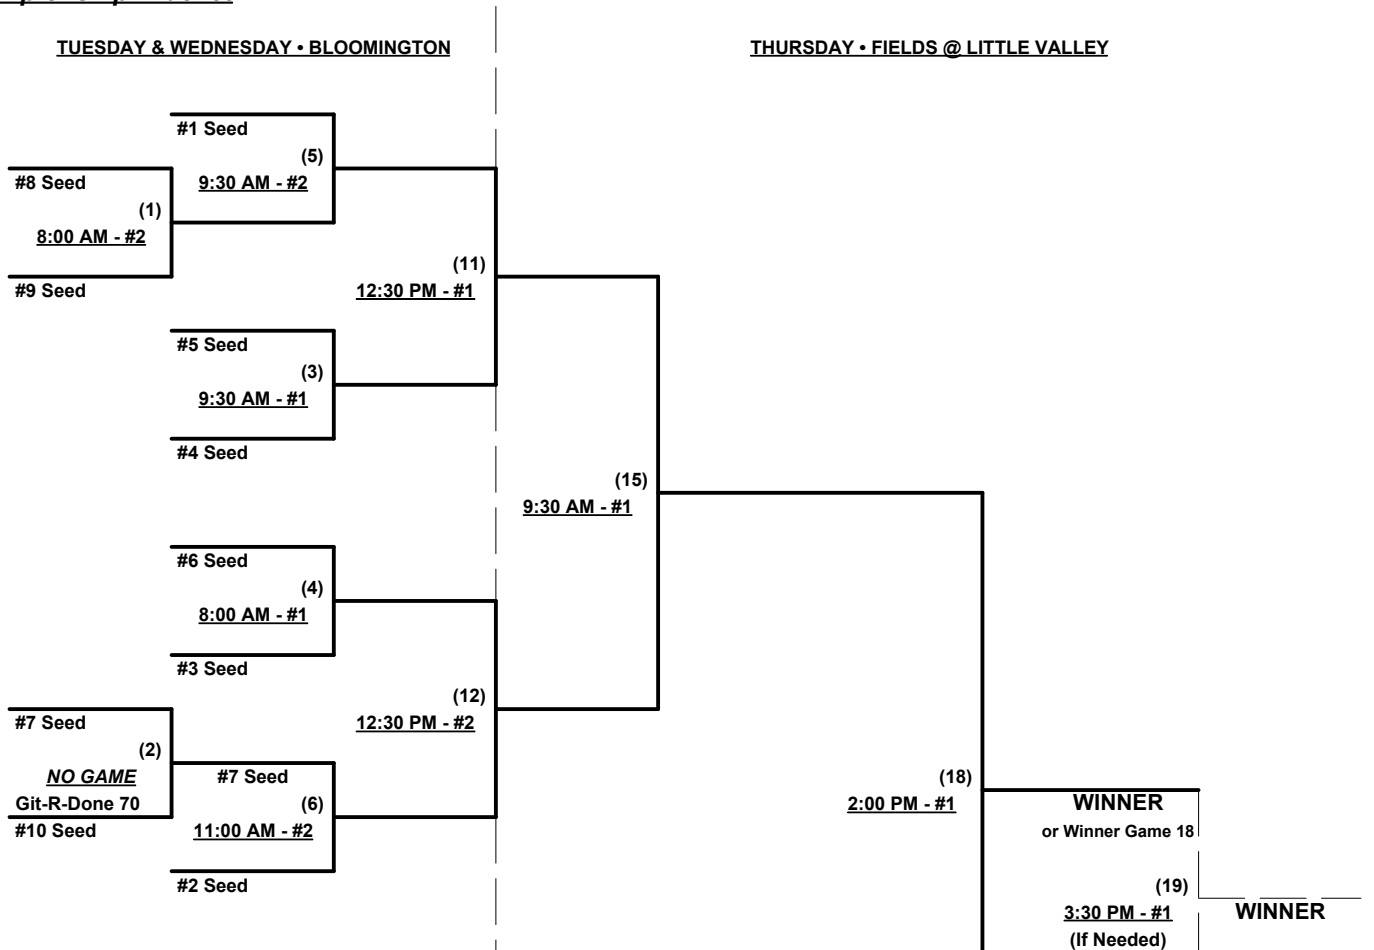 TUESDAY & WEDNESDAY • BLOOMINGTON
THURSDAY • FIELDS @ LITTLE VALLEY
#1 Seed
(5)
#8 Seed
9:30 AM - #2
(1)
8:00 AM - #2
(11)
#9 Seed
12:30 PM - #1
#5 Seed
(3)
9:30 AM - #1
#4 Seed
(15)
9:30 AM - #1
#6 Seed
(4)
8:00 AM - #1
#3 Seed
(12)
#7 Seed
12:30 PM - #2
(2)
NO GAME
#7 Seed
(18)
Git-R-Done 70
(6)
2:00 PM - #1
WINNER
#10 Seed
11:00 AM - #2
or Winner Game 18
#2 Seed
(19)
3:30 PM - #1
WINNER
(If Needed)